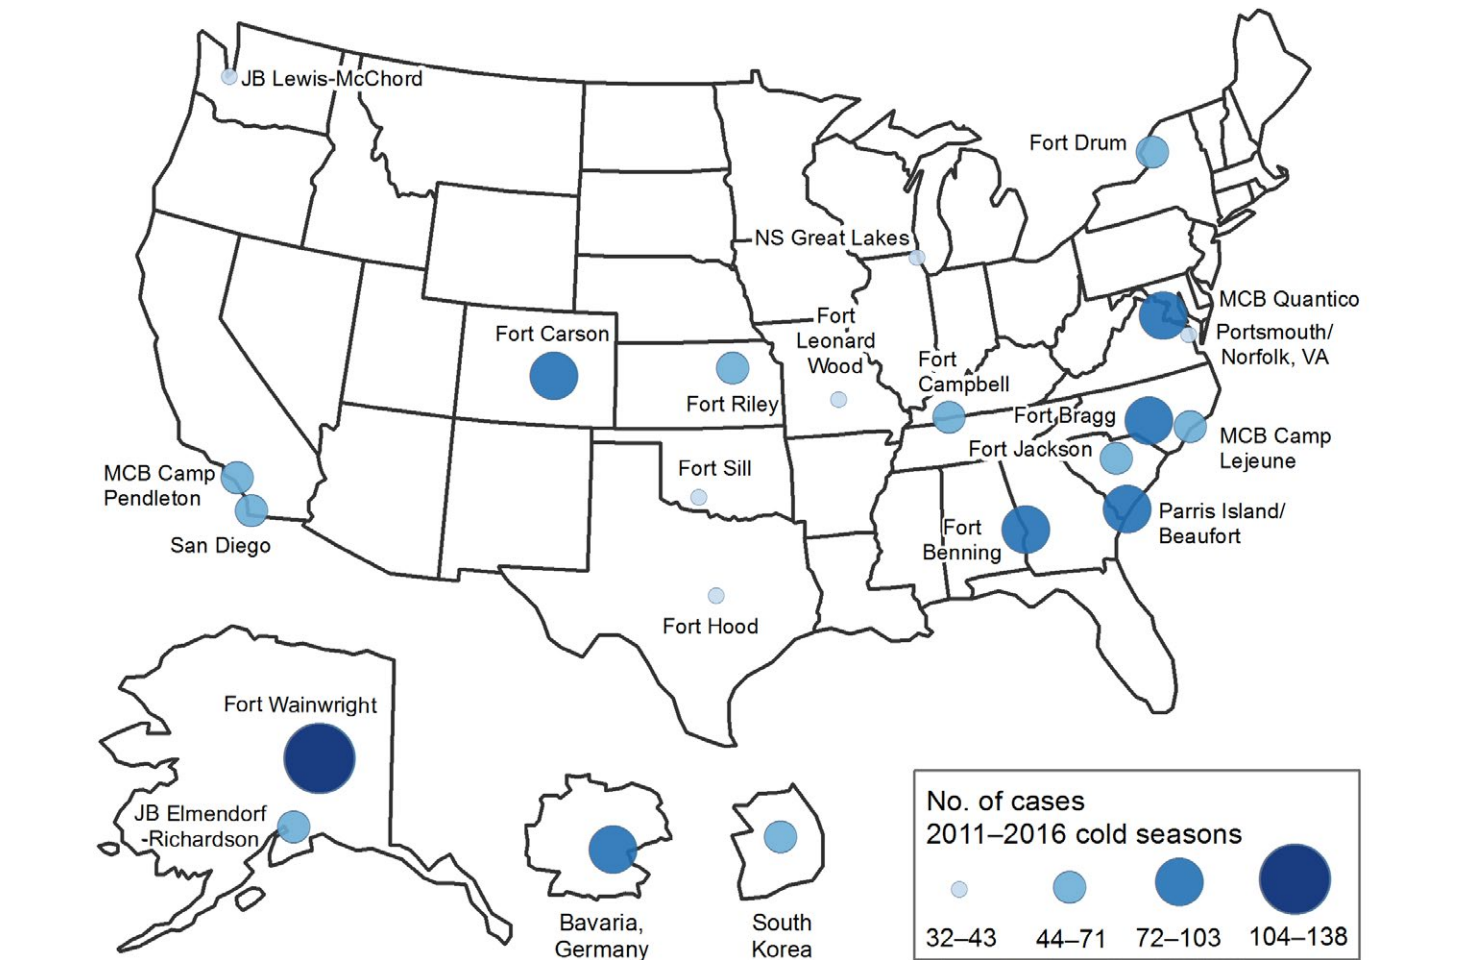 JB Lewis-McChord
Fort Drum
NS Great Lakes
MCB Quantico
Portsmouth/
Norfolk, VA
Fort Carson
Fort
Leonard
Wood
Fort
Campbell
Fort Riley
Fort Bragg
MCB Camp
Lejeune
Fort Jackson
MCB Camp
Pendleton
Fort Sill
San Diego
Parris Island/
Beaufort
Fort
Benning
Fort Hood
Fort Wainwright
JB Elmendorf
-Richardson
Bavaria,
Germany
South
Korea
No. of cases
2011–2016 cold seasons
32–43 44–71 72–103 104–138